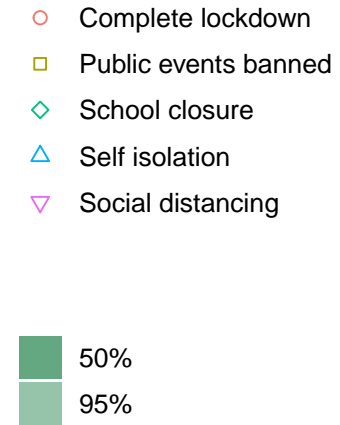 Complete lockdown
Public events banned
School closure
Self isolation
Social distancing
50%
95%